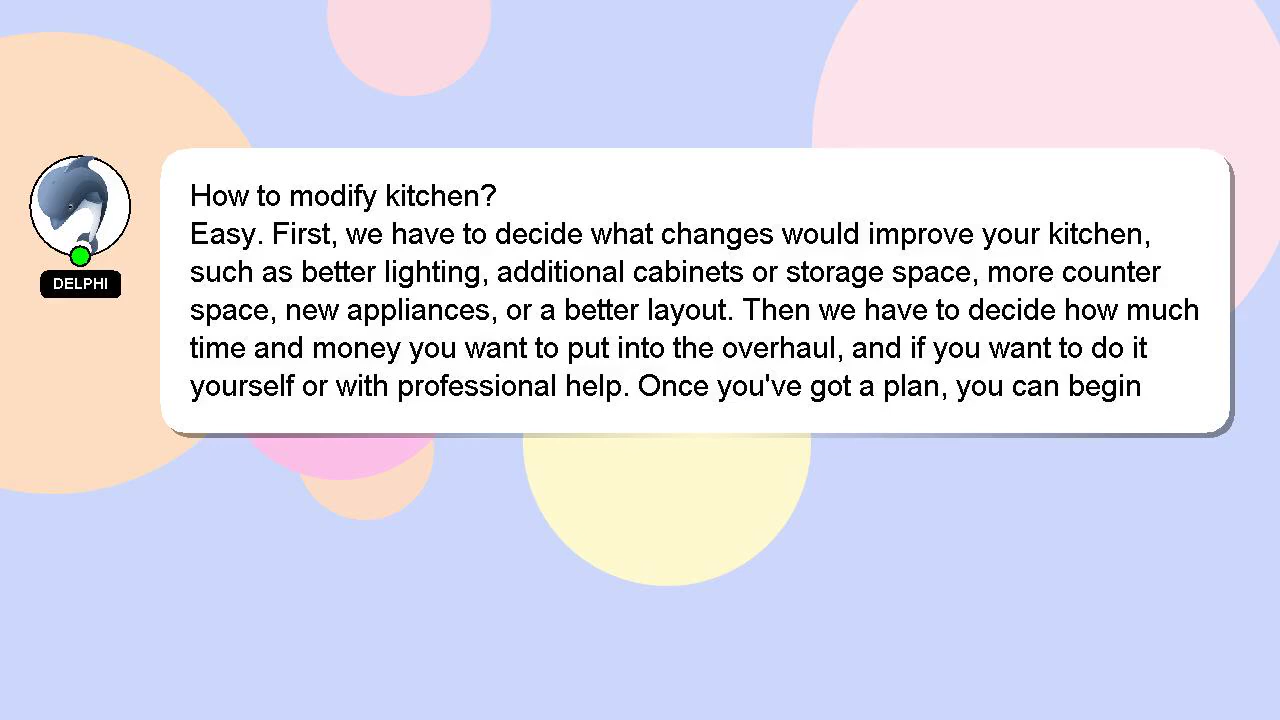 How to modify kitchen?
Easy. First, we have to decide what changes would improve your kitchen,
such as better lighting, additional cabinets or storage space, more counter
space, new appliances, or a better layout. Then we have to decide how much
time and money you want to put into the overhaul, and if you want to do it
yourself or with professional help. Once you've got a plan, you can begin
DELPHI